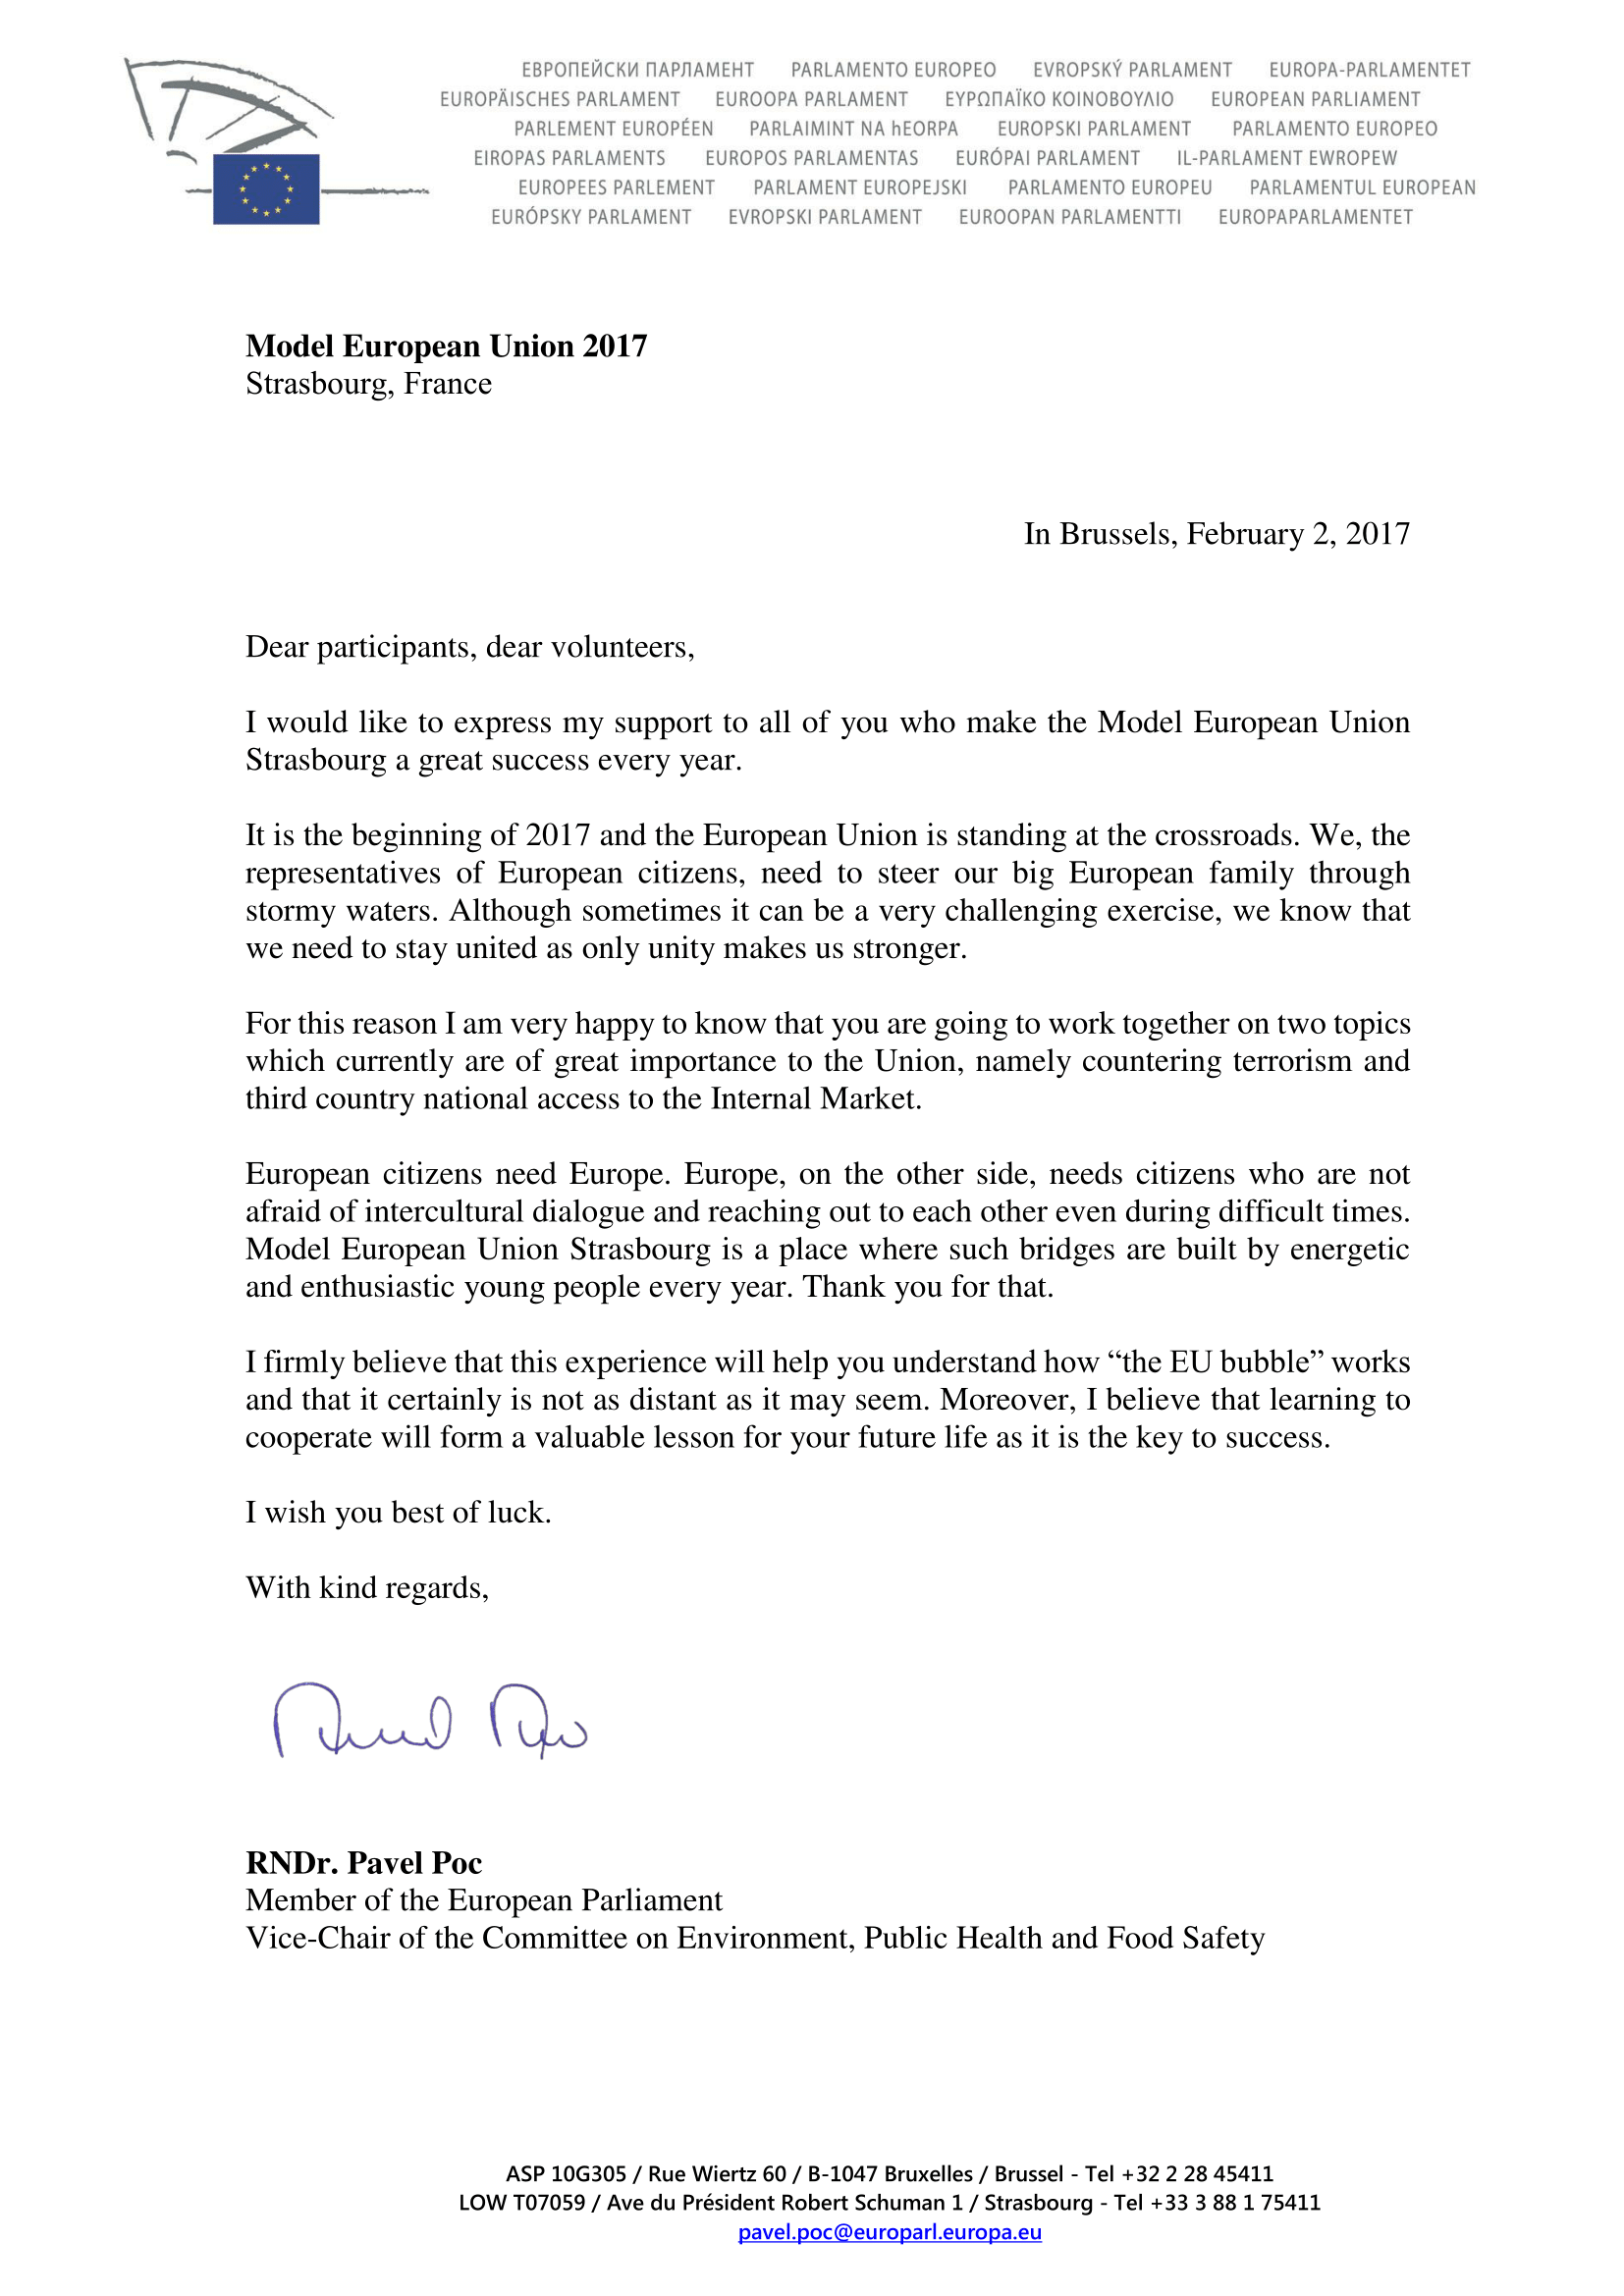 ЕВРОПЕЙСКИ ПАРЛАМЕНТ PARLAMENTO EUROPEO EVROPSKÝ PARLAMENT EUROPA-PARLAMENTET
EUROPÄISCHES PARLAMENT EUROOPA PARLAMENT ΕΥΡΩΠΑΪΚΟ ΚΟΙΝΟΒΟΥΛΙΟ EUROPEAN PARLIAMENT
PARLEMENT EUROPÉEN PARLAIMINT NA hEORPA EUROPSKI PARLAMENT PARLAMENTO EUROPEO
EIROPAS PARLAMENTS EUROPOS PARLAMENTAS EURÓPAI PARLAMENT IL-PARLAMENT EWROPEW
EUROPEES PARLEMENT PARLAMENT EUROPEJSKI PARLAMENTO EUROPEU PARLAMENTUL EUROPEAN
EURÓPSKY PARLAMENT EVROPSKI PARLAMENT EUROOPAN PARLAMENTTI EUROPAPARLAMENTET
Model European Union 2017
Strasbourg, France
In Brussels, February 2, 2017
Dear participants, dear volunteers,
I would like to express my support to all of you who make the Model European Union
Strasbourg a great success every year.
It is the beginning of 2017 and the European Union is standing at the crossroads. We, the
representatives of European citizens, need to steer our big European family through
stormy waters. Although sometimes it can be a very challenging exercise, we know that
we need to stay united as only unity makes us stronger.
For this reason I am very happy to know that you are going to work together on two topics
which currently are of great importance to the Union, namely countering terrorism and
third country national access to the Internal Market.
European citizens need Europe. Europe, on the other side, needs citizens who are not
afraid of intercultural dialogue and reaching out to each other even during difficult times.
Model European Union Strasbourg is a place where such bridges are built by energetic
and enthusiastic young people every year. Thank you for that.
I firmly believe that this experience will help you understand how “the EU bubble” works
and that it certainly is not as distant as it may seem. Moreover, I believe that learning to
cooperate will form a valuable lesson for your future life as it is the key to success.
I wish you best of luck.
With kind regards,
RNDr. Pavel Poc
Member of the European Parliament
Vice-Chair of the Committee on Environment, Public Health and Food Safety
ASP 10G305 / Rue Wiertz 60 / B-1047 Bruxelles / Brussel - Tel +32 2 28 45411
LOW T07059 / Ave du Président Robert Schuman 1 / Strasbourg - Tel +33 3 88 1 75411
pavel.poc@europarl.europa.eu